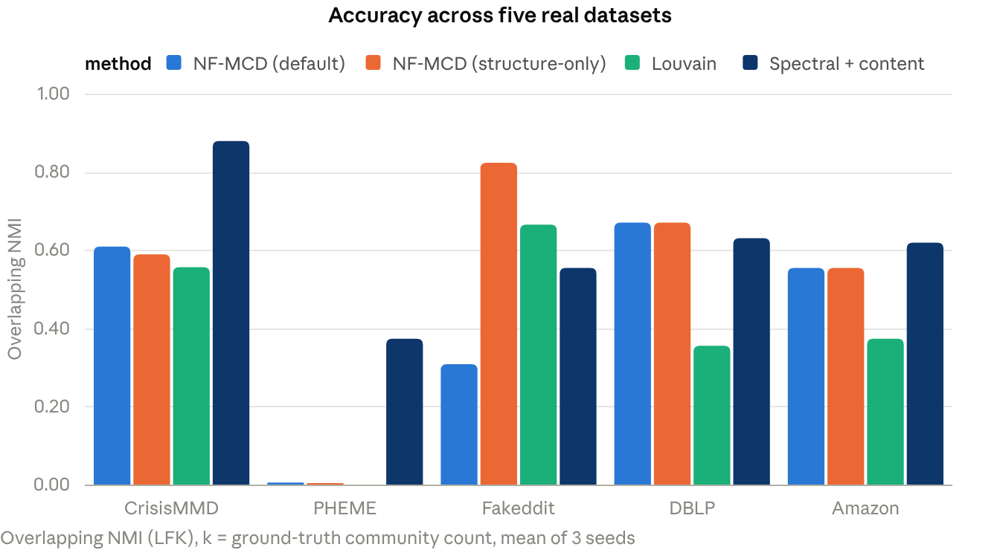 Accuracy across five real datasets
method NF-MCD (default) NF-MCD (structure-only) Louvain Spectral + content
1.00
0.80
0.60
0.40
0.20
0.00
Overlapping NMI
CrisisMMD PHEME Fakeddit DBLP Amazon
Overlapping NMI (LFK), k = ground-truth community count, mean of 3 seeds